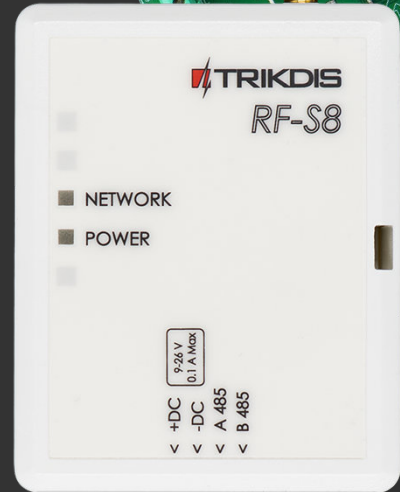 TRIKDIS
RF-S8
NETWORK
POWER
9-26 V
0.1 A Max
< +DC
< -DC
< A 485
< B 485